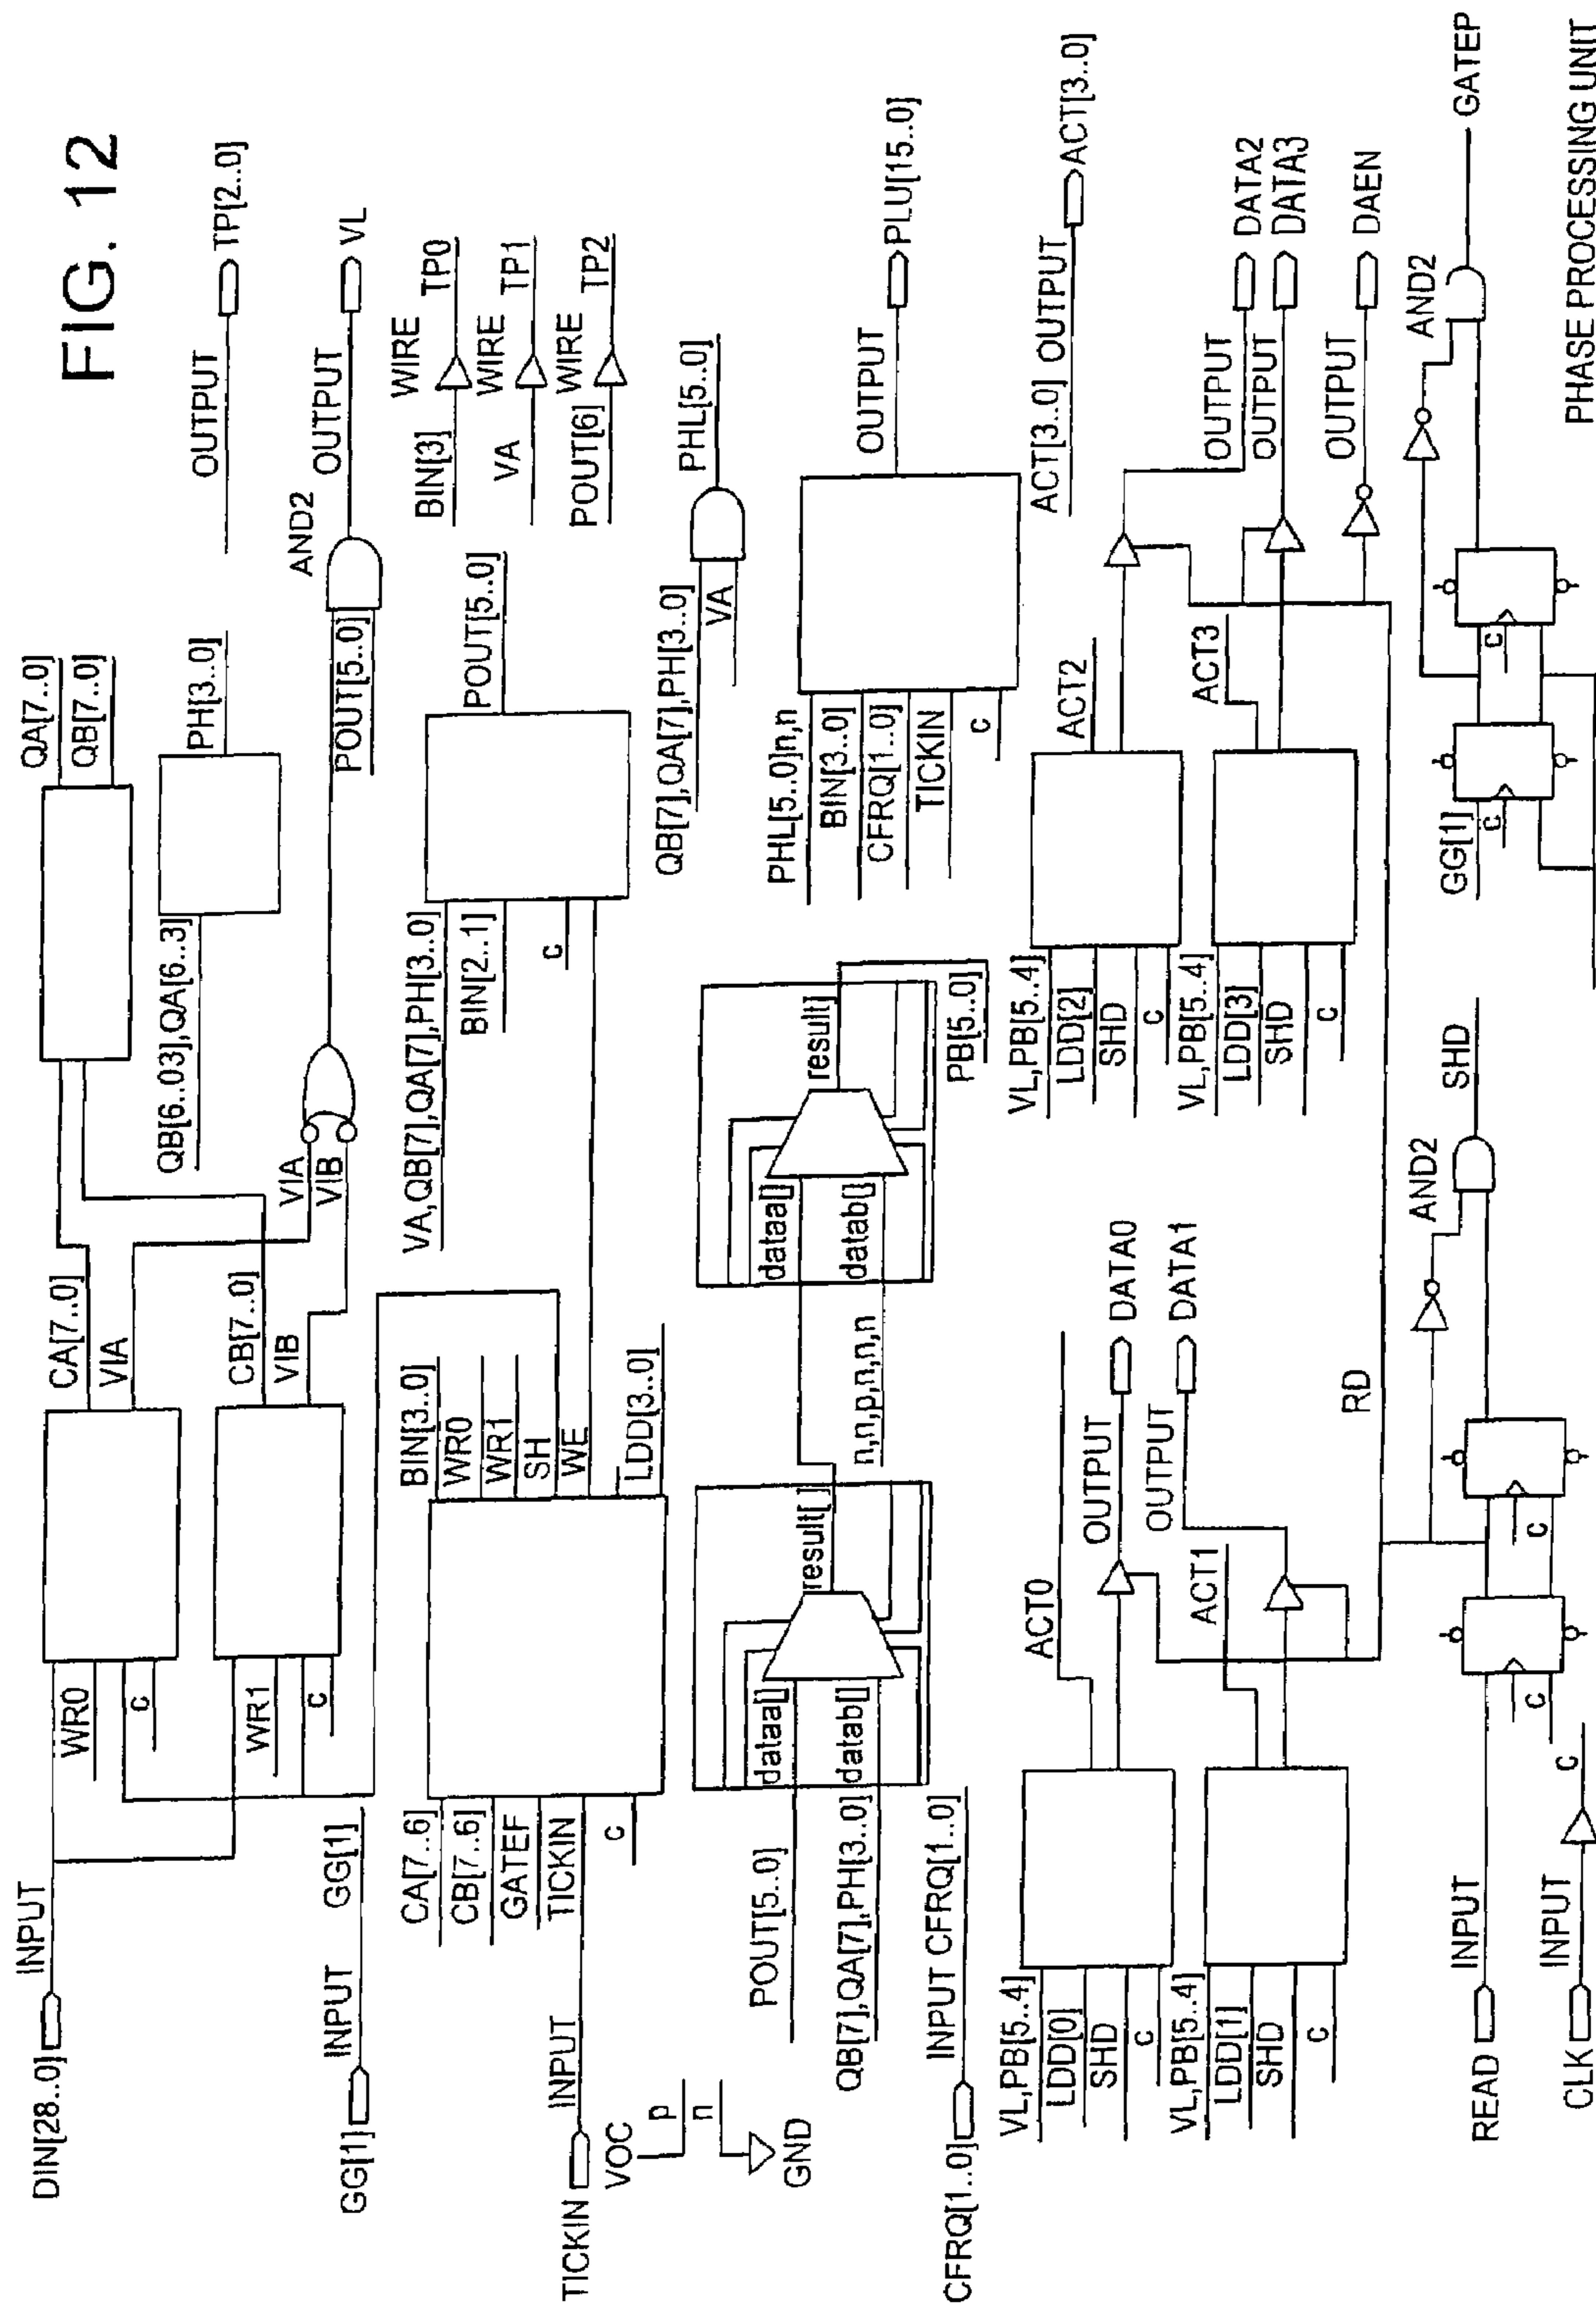 FIG. 12
DIN[28..0] INPUT
WR0
c
CA[7..0]
VIA
QA[7..0]
QB[7..0]
WR1
c
CB[7..0]
VIB
VIA
VIB
QB[6..03],QA[6..3]
PH[3..0]
OUTPUT TP[2..0]
GG[1] INPUT GG[1]
POUT[5..0]
AND2
OUTPUT VL
CA[7..6]
CB[7..6]
GATEF
TICKIN
c
TICKIN INPUT
BIN[3..0]
WR0
WR1
SH
WE
LDD[3..0]
VA,QB[7],QA[7],PH[3..0]
BIN[2..1]
c
POUT[5..0]
BIN[3] WIRE TP0
VA WIRE TP1
POUT[6] WIRE TP2
VOC
p
n
GND
POUT[5..0]
QB[7],QA[7],PH[3..0]
dataa[]
datab[]
result[ ]
n,n,p,n,n,n
dataa[]
datab[]
result]
PB[5..0]
QB[7],QA[7],PH[3..0]
VA
PHL[5..0]
CFRQ[1..0] INPUT CFRQ[1..0]
PHL[5..0]n,n
BIN[3..0]
CFRQ[1..0]
TICKIN
c
OUTPUT PLU[15..0]
ACT[3..0] OUTPUT ACT[3..0]
VL,PB[5..4]
LDD[0]
SHD
c
ACT0
OUTPUT DATA0
VL,PB[5..4]
LDD[1]
SHD
c
ACT1
OUTPUT DATA1
VL,PB[5..4]
LDD[2]
SHD
c
ACT2
OUTPUT DATA2
VL,PB[5..4]
LDD[3]
SHD
c
ACT3
OUTPUT DATA3
OUTPUT DAEN
RD
READ INPUT
c
c
AND2
SHD
CLK INPUT c
GG[1]
c
c
AND2
GATEP
PHASE PROCESSING UNIT